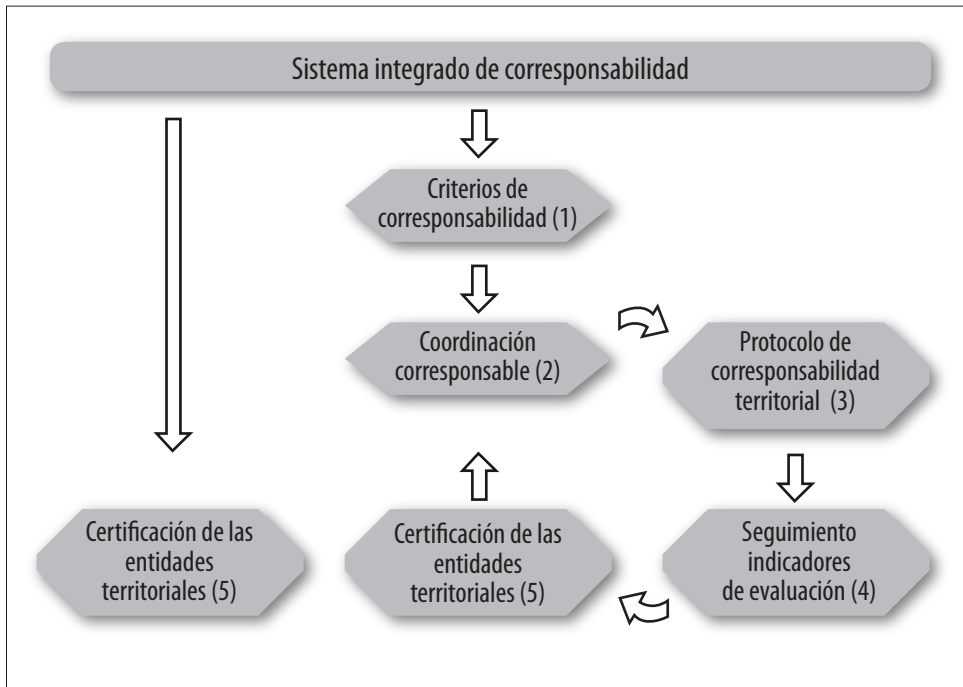 Sistema integrado de corresponsabilidad
Criterios de
corresponsabilidad (1)
Coordinación
corresponsable (2)
Protocolo de
corresponsabilidad
territorial (3)
Certificación de las
entidades
territoriales (5)
Certificación de las
entidades
territoriales (5)
Seguimiento
indicadores
de evaluación (4)